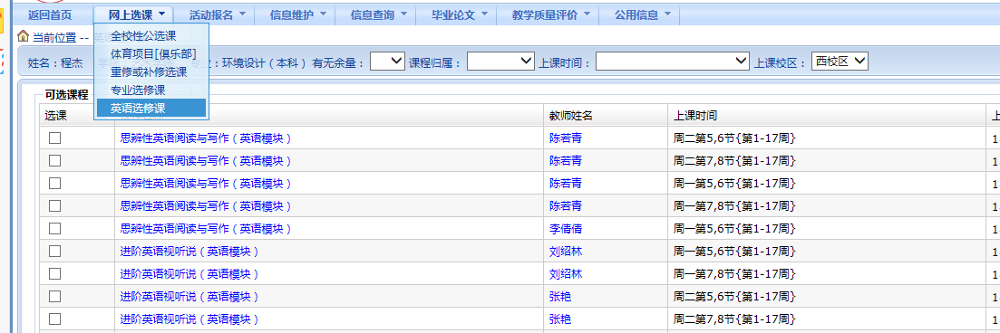 返回首页 网上选课 活动报名 信息维护 信息查询 毕业论文 教学质量评价 公用信息
当前位置 --
全校性公选课
体育项目[俱乐部]
重修或补修选课
专业选修课
英语选修课
姓名：程杰 专业：环境设计（本科） 有无余量： 课程归属： 上课时间： 上课校区： 西校区
可选课程
选课 教师姓名 上课时间
思辨性英语阅读与写作（英语模块） 陈若青 周二第5,6节{第1-17周} 1
思辨性英语阅读与写作（英语模块） 陈若青 周二第7,8节{第1-17周} 1
思辨性英语阅读与写作（英语模块） 陈若青 周一第5,6节{第1-17周} 1
思辨性英语阅读与写作（英语模块） 陈若青 周一第7,8节{第1-17周} 1
思辨性英语阅读与写作（英语模块） 李倩倩 周一第5,6节{第1-17周} 1
进阶英语视听说（英语模块） 刘绍林 周一第5,6节{第1-17周} 1
进阶英语视听说（英语模块） 刘绍林 周一第7,8节{第1-17周} 1
进阶英语视听说（英语模块） 张艳 周二第5,6节{第1-17周} 1
进阶英语视听说（英语模块） 张艳 周二第7,8节{第1-17周} 1